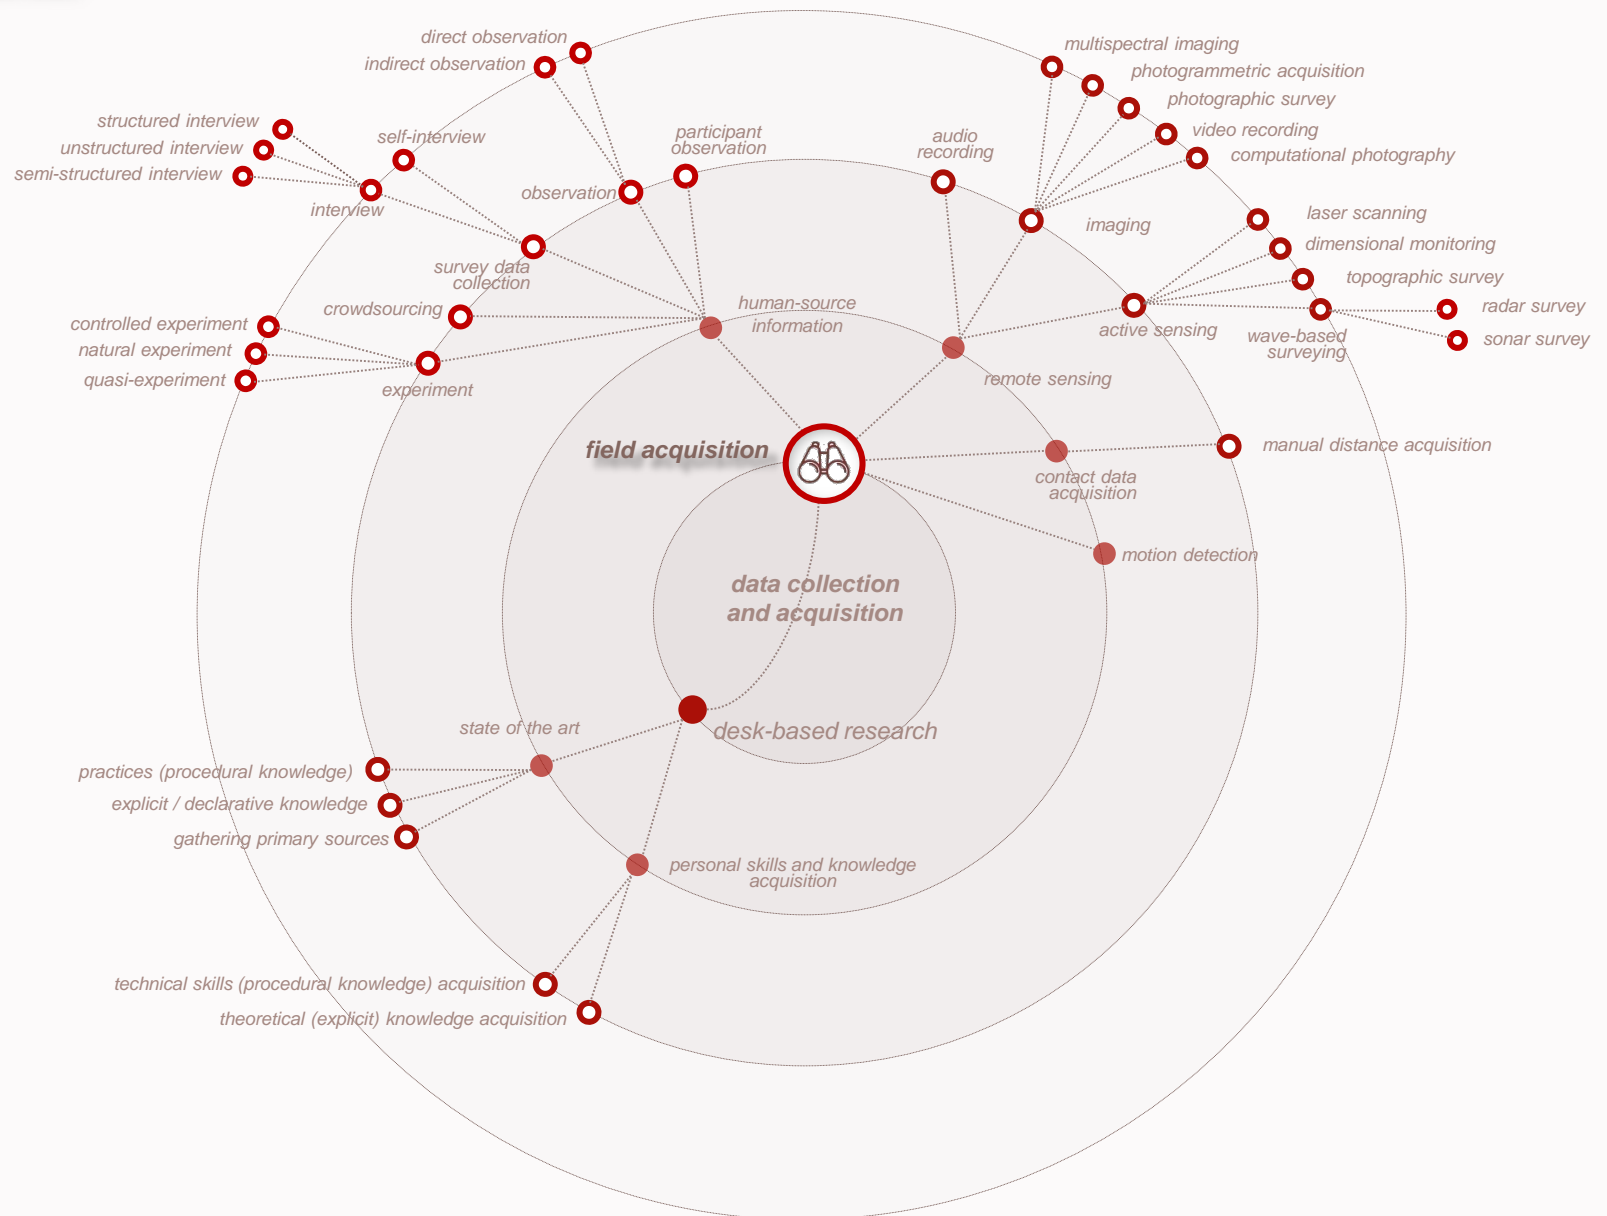 direct observation
indirect observation
structured interview
unstructured interview
semi-structured interview
self-interview
interview
participant
observation
observation
survey data
collection
crowdsourcing
controlled experiment
natural experiment
quasi-experiment
experiment
human-source
information
audio
recording
multispectral imaging
photogrammetric acquisition
photographic survey
video recording
computational photography
imaging
laser scanning
dimensional monitoring
topographic survey
radar survey
sonar survey
wave-based
surveying
active sensing
remote sensing
field acquisition
manual distance acquisition
contact data
acquisition
motion detection
data collection
and acquisition
desk-based research
state of the art
practices (procedural knowledge)
explicit / declarative knowledge
gathering primary sources
personal skills and knowledge
acquisition
technical skills (procedural knowledge) acquisition
theoretical (explicit) knowledge acquisition